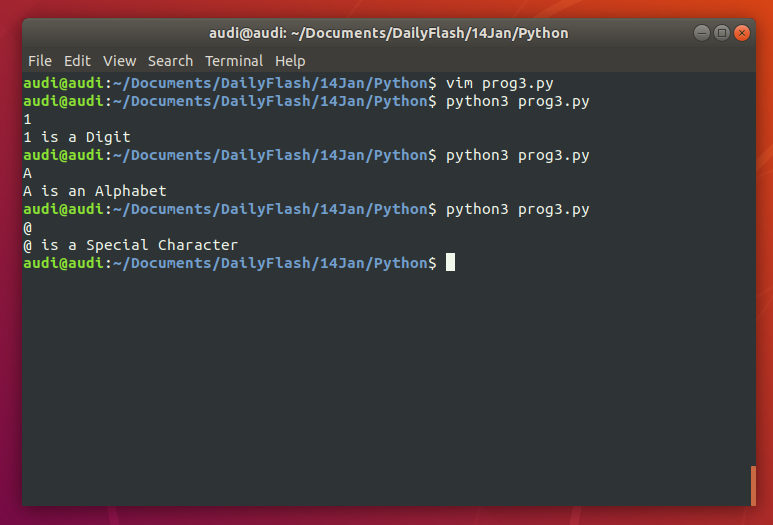 audi@audi: ~/Documents/DailyFlash/14Jan/Python
File Edit View Search Terminal Help
audi@audi:~/Documents/DailyFlash/14Jan/Python$ vim prog3.py
audi@audi:~/Documents/DailyFlash/14Jan/Python$ python3 prog3.py
1
1 is a Digit
audi@audi:~/Documents/DailyFlash/14Jan/Python$ python3 prog3.py
A
A is an Alphabet
audi@audi:~/Documents/DailyFlash/14Jan/Python$ python3 prog3.py
@
@ is a Special Character
audi@audi:~/Documents/DailyFlash/14Jan/Python$